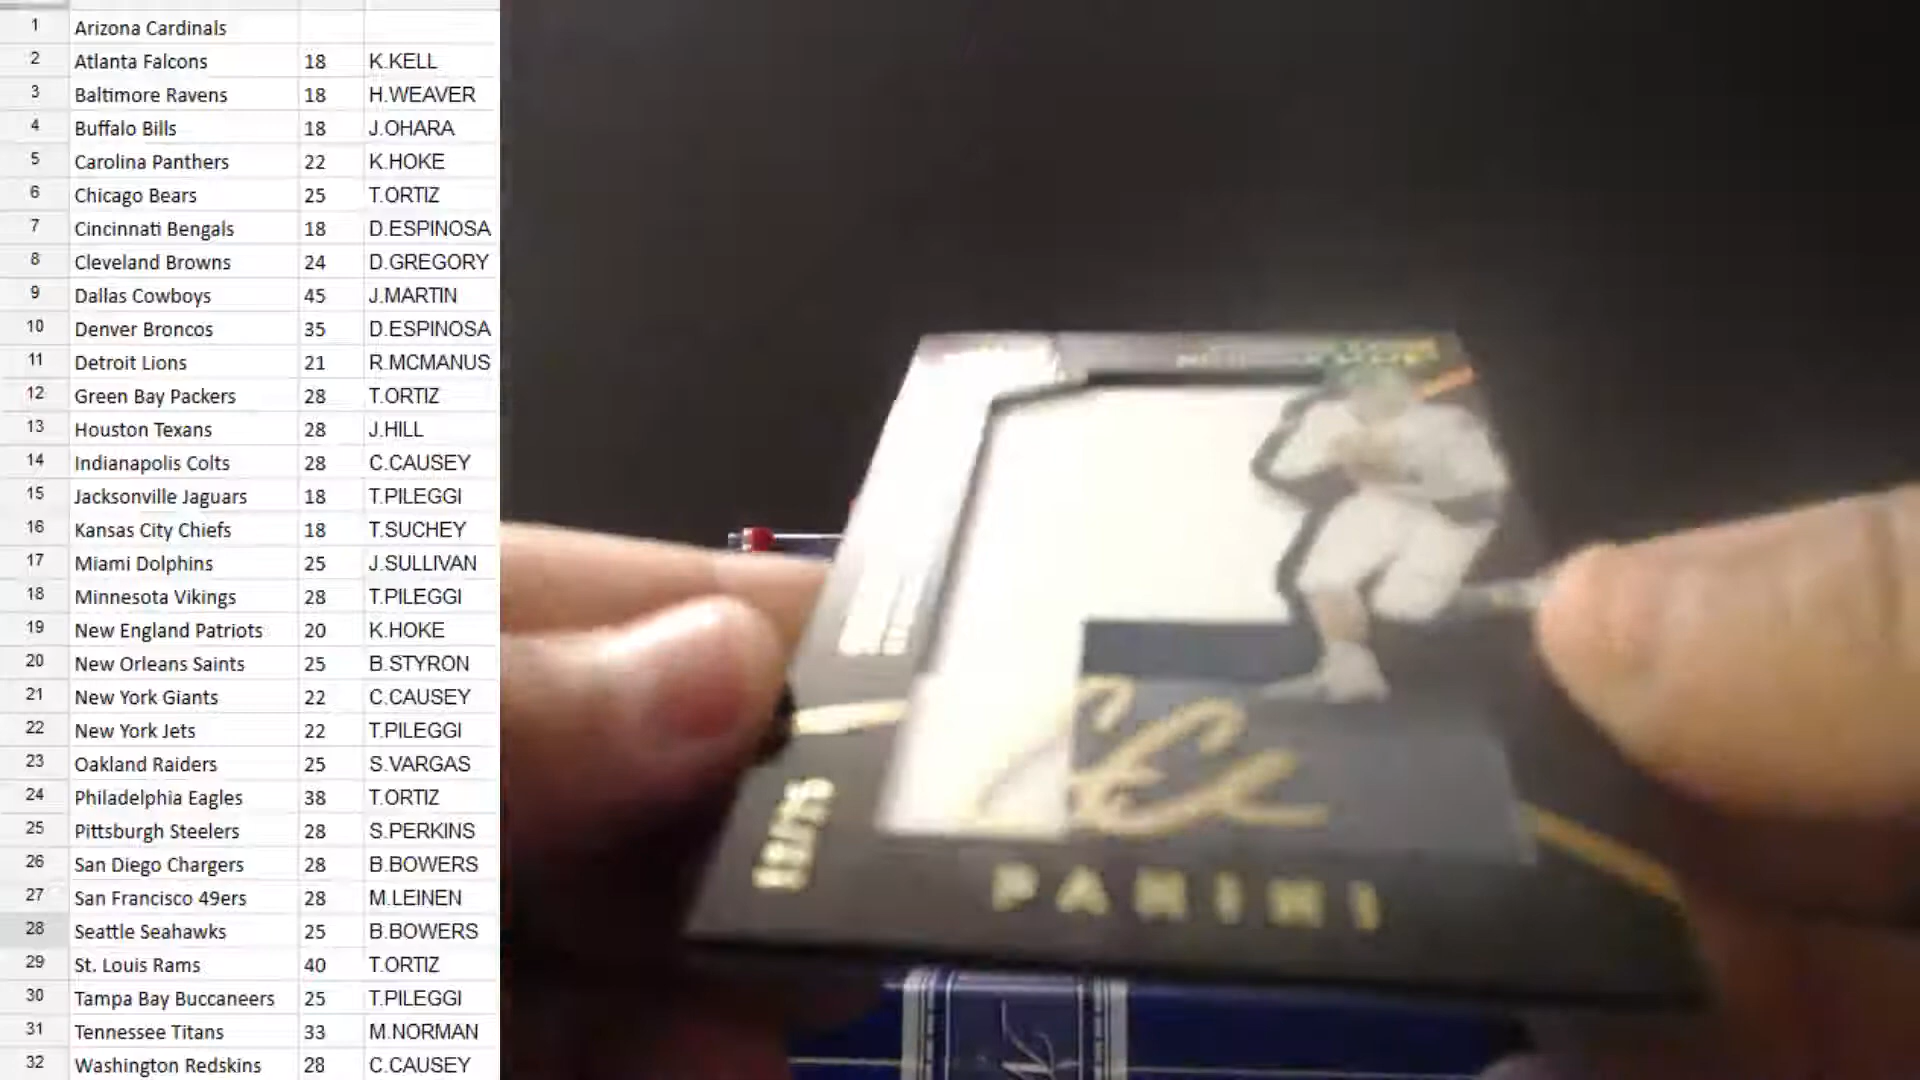 1 Arizona Cardinals
2 Atlanta Falcons 18 K.KELL
3 Baltimore Ravens 18 H.WEAVER
4 Buffalo Bills 18 J.OHARA
5 Carolina Panthers 22 K.HOKE
6 Chicago Bears 25 T.ORTIZ
7 Cincinnati Bengals 18 D.ESPINOSA
8 Cleveland Browns 24 D.GREGORY
9 Dallas Cowboys 45 J.MARTIN
10 Denver Broncos 35 D.ESPINOSA
11 Detroit Lions 21 R.MCMANUS
12 Green Bay Packers 28 T.ORTIZ
13 Houston Texans 28 J.HILL
14 Indianapolis Colts 28 C.CAUSEY
15 Jacksonville Jaguars 18 T.PILEGGI
16 Kansas City Chiefs 18 T.SUCHEY
17 Miami Dolphins 25 J.SULLIVAN
18 Minnesota Vikings 28 T.PILEGGI
19 New England Patriots 20 K.HOKE
20 New Orleans Saints 25 B.STYRON
21 New York Giants 22 C.CAUSEY
22 New York Jets 22 T.PILEGGI
23 Oakland Raiders 25 S.VARGAS
24 Philadelphia Eagles 38 T.ORTIZ
25 Pittsburgh Steelers 28 S.PERKINS
26 San Diego Chargers 28 B.BOWERS
27 San Francisco 49ers 28 M.LEINEN
28 Seattle Seahawks 25 B.BOWERS
29 St. Louis Rams 40 T.ORTIZ
30 Tampa Bay Buccaneers 25 T.PILEGGI
31 Tennessee Titans 33 M.NORMAN
32 Washington Redskins 28 C.CAUSEY
PANINI